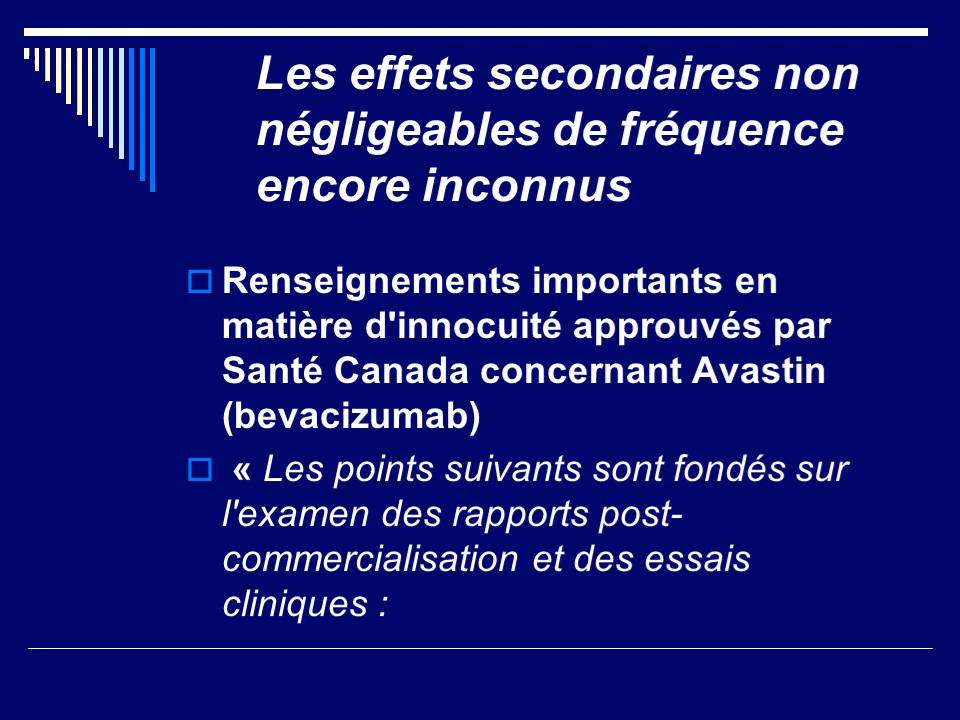 Les effets secondaires non
négligeables de fréquence
encore inconnus
Renseignements importants en
matière d'innocuité approuvés par
Santé Canada concernant Avastin
(bevacizumab)
« Les points suivants sont fondés sur
l'examen des rapports post-
commercialisation et des essais
cliniques :